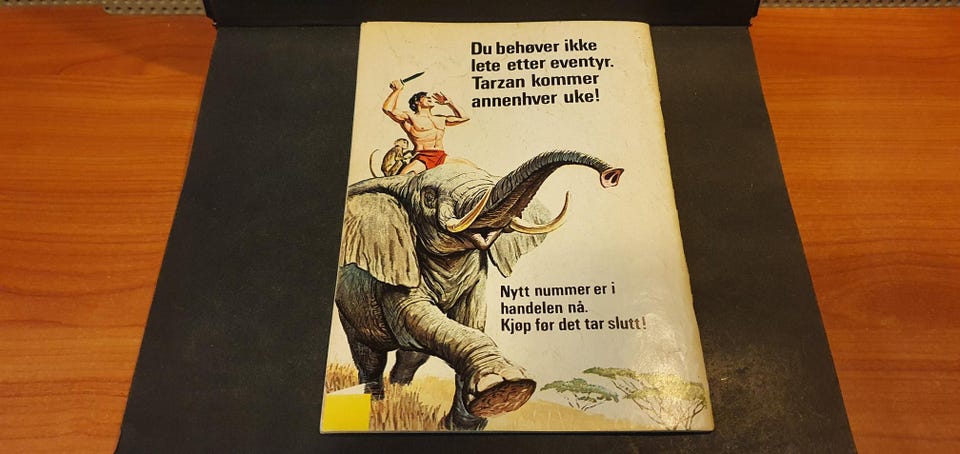 Du behøver ikke
lete etter eventyr.
Tarzan kommer
annenhver uke!
Nytt nummer er i
handelen nå.
Kjøp før det tar slutt!